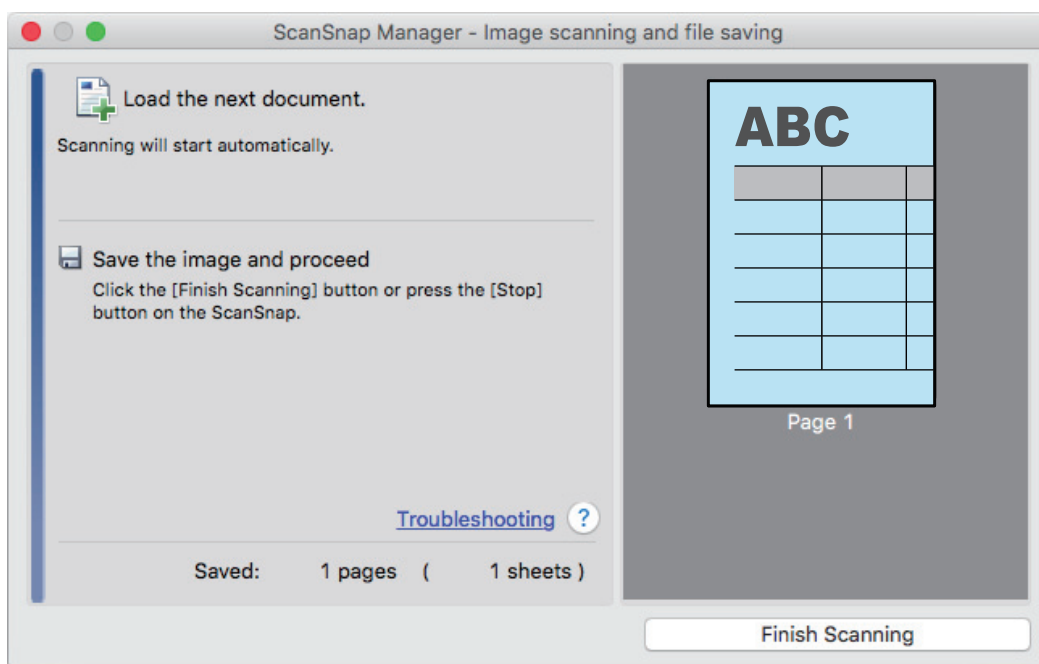 ScanSnap Manager - Image scanning and file saving
Load the next document.
Scanning will start automatically.
Save the image and proceed
Click the [Finish Scanning] button or press the [Stop]
button on the ScanSnap.
Troubleshooting ?
Saved: 1 pages ( 1 sheets )
ABC
Page 1
Finish Scanning